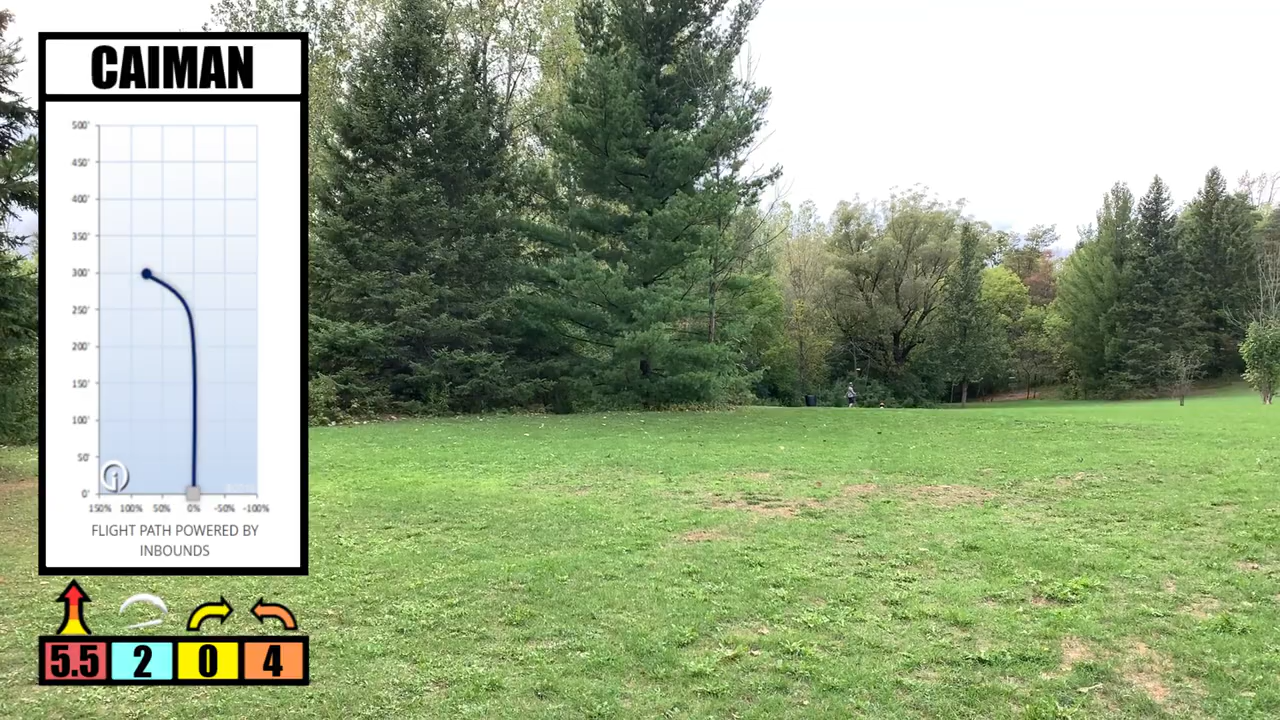 CAIMAN
500'
450'
400'
350'
300'
250'
200'
150'
100'
50'
0'
150% 100% 50% 0% -50% -100%
FLIGHT PATH POWERED BY
INBOUNDS
5.5 2 0 4